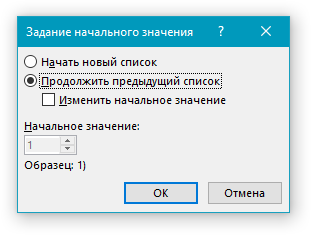 Задание начального значения ? ×
Начать новый список
Продолжить предыдущий список
Изменить начальное значение
Начальное значение:
1
Образец: 1)
ОК Отмена